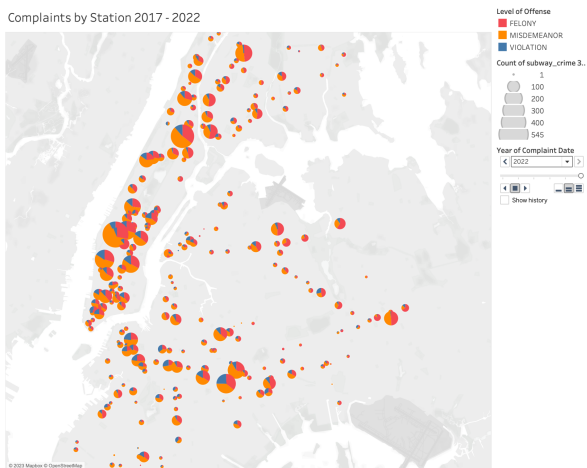 Complaints by Station 2017 - 2022
Level of Offense
FELONY
MISDEMEANOR
VIOLATION
Count of subway_crime 3..
1
100
200
300
400
545
Year of Complaint Date
2022
Show history
© 2023 Mapbox © OpenStreetMap